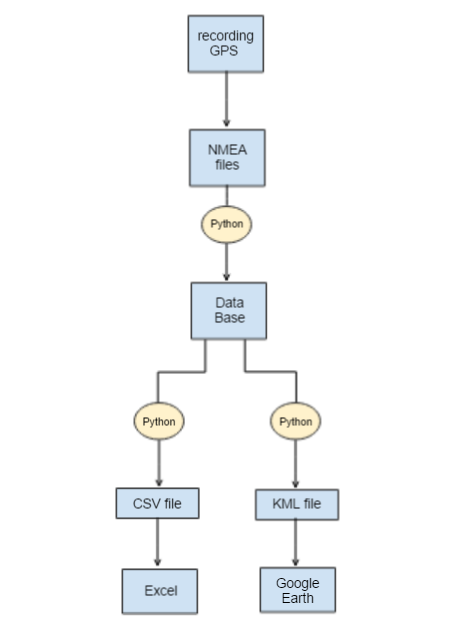 recording
GPS
NMEA
files
Python
Data
Base
Python
Python
CSV file
KML file
Excel
Google
Earth